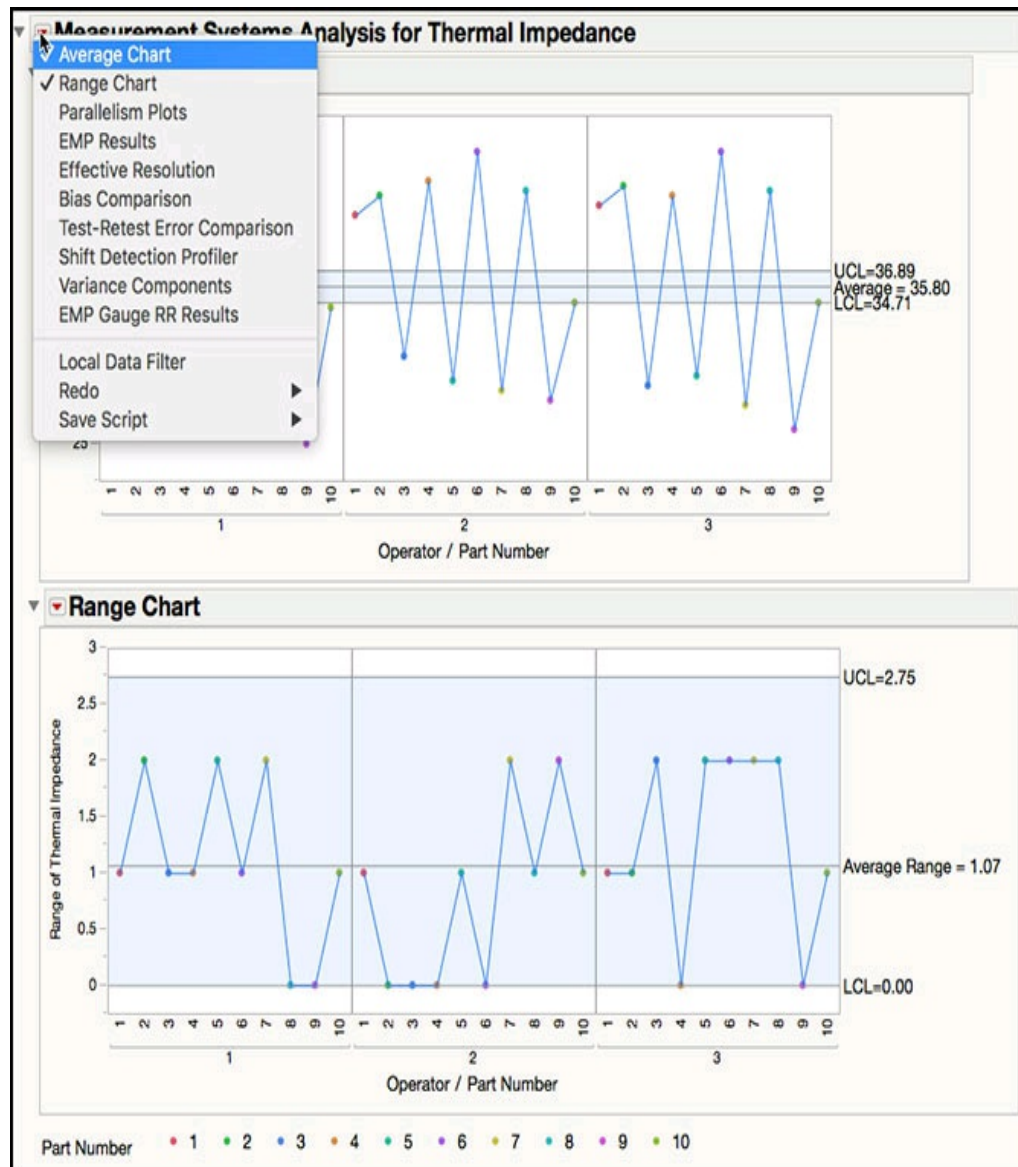 Measurement Systems Analysis for Thermal Impedance
✓ Average Chart
✓ Range Chart
Parallelism Plots
EMP Results
Effective Resolution
Bias Comparison
Test-Retest Error Comparison
Shift Detection Profiler
Variance Components
EMP Gauge RR Results
Local Data Filter
Redo
Save Script
UCL=36.89
Average = 35.80
LCL=34.71
25
1 2 3 4 5 6 7 8 9 10 1 2 3 4 5 6 7 8 9 10 1 2 3 4 5 6 7 8 9 10
1 2 3
Operator / Part Number
Range Chart
Range of Thermal Impedance
3
2.5
2
1.5
1
0.5
0
UCL=2.75
Average Range = 1.07
LCL=0.00
1 2 3 4 5 6 7 8 9 10 1 2 3 4 5 6 7 8 9 10 1 2 3 4 5 6 7 8 9 10
1 2 3
Operator / Part Number
Part Number 1 2 3 4 5 6 7 8 9 10